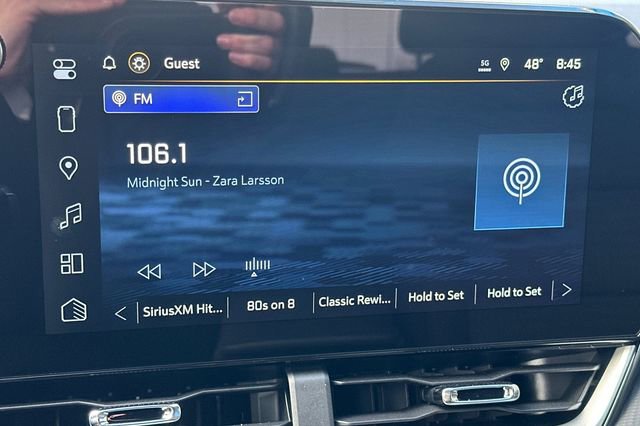 Guest 5G 48° 8:45
FM
106.1
Midnight Sun - Zara Larsson
SiriusXM Hit... 80s on 8 Classic Rewi... Hold to Set Hold to Set